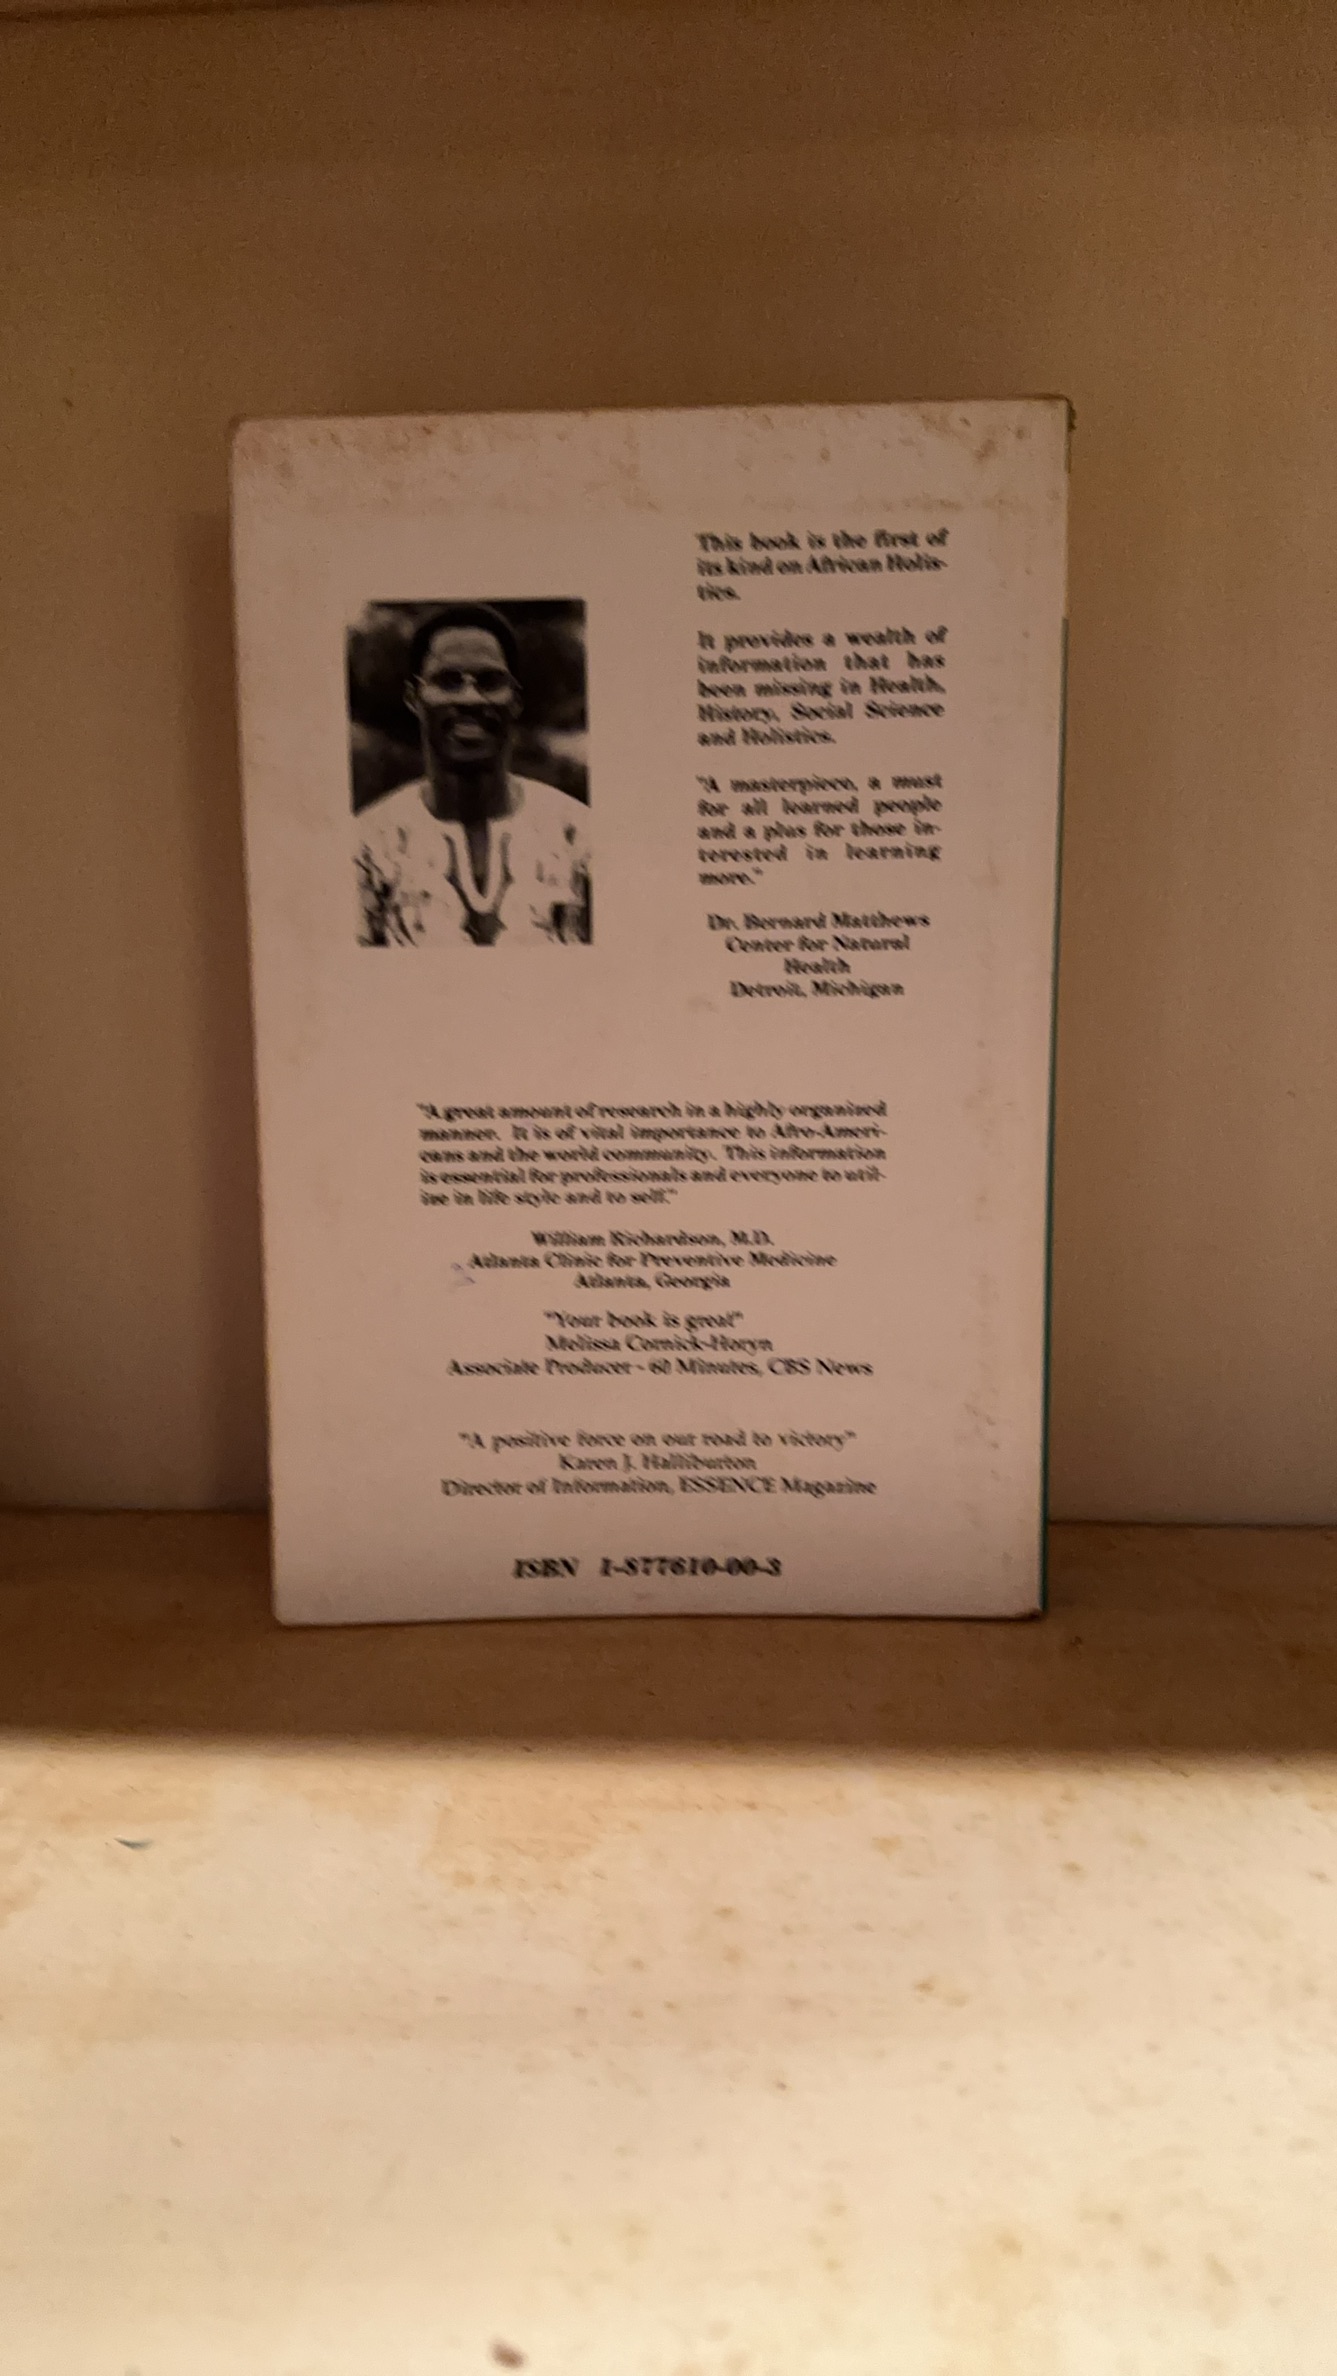 This book is the first of
its kind on African Holis-
tics.
It provides a wealth of
information that has
been missing in Health,
History, Social Science
and Holistics.
"A masterpiece, a must
for all learned people
and a plus for those in-
terested in learning
more."
Dr. Bernard Matthews
Center for Natural
Health
Detroit, Michigan
"A great amount of research in a highly organized
manner. It is of vital importance to Afro-Ameri-
cans and the world community. This information
is essential for professionals and everyone to util-
ize in life style and to self."
William Richardson, M.D.
Atlanta Clinic for Preventive Medicine
Atlanta, Georgia
"Your book is great"
Melissa Cornick-Horyn
Associate Producer - 60 Minutes, CBS News
"A positive force on our road to victory"
Karen J. Halliburton
Director of Information, ESSENCE Magazine
ISBN 1-877610-00-3